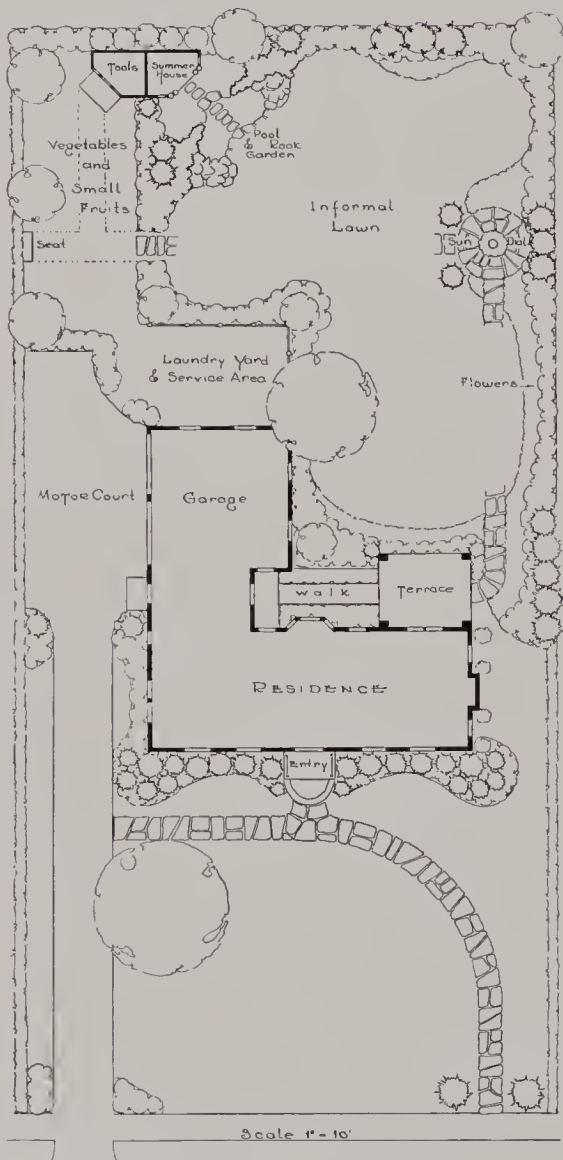 Tools
Summer
House
Pool
& Rook
Garden
Vegetables
and
Small
Fruits
Informal
Lawn
Seat
Sun Dial
Laundry Yard
& Service Area
Flowers
Motor Court
Garage
Walk
Terrace
RESIDENCE
Entry
Scale 1" = 10'